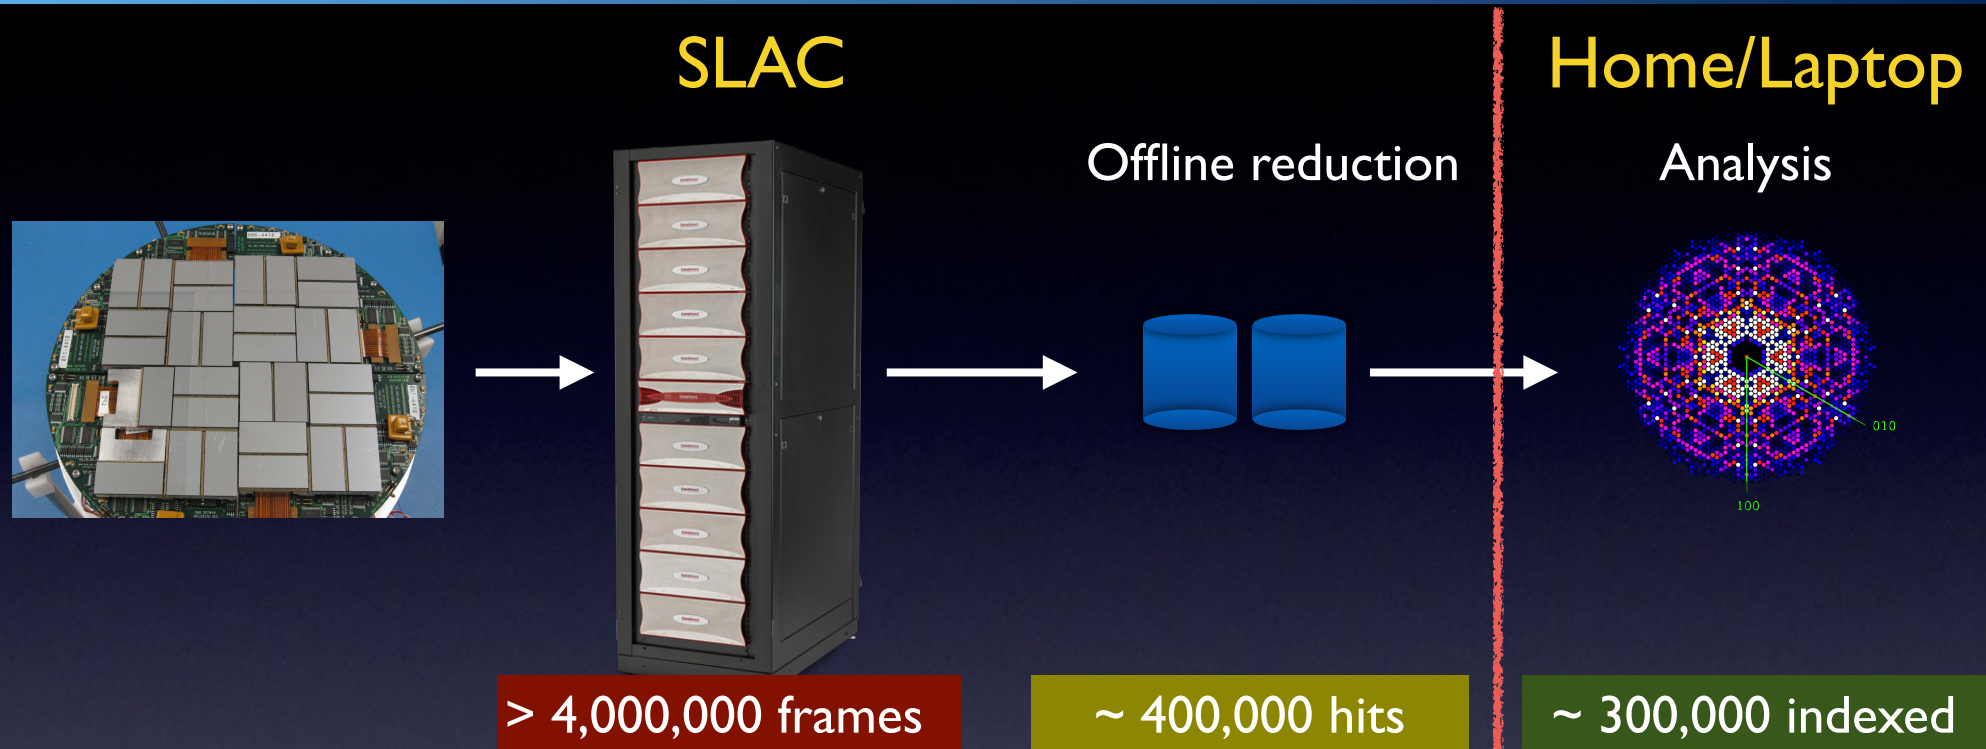 SLAC
Home/Laptop
Offline reduction
Analysis
010
100
> 4,000,000 frames
~ 400,000 hits
~ 300,000 indexed